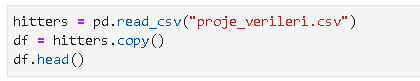 hitters = pd.read_csv("proje_verileri.csv")
df = hitters.copy()
df.head()